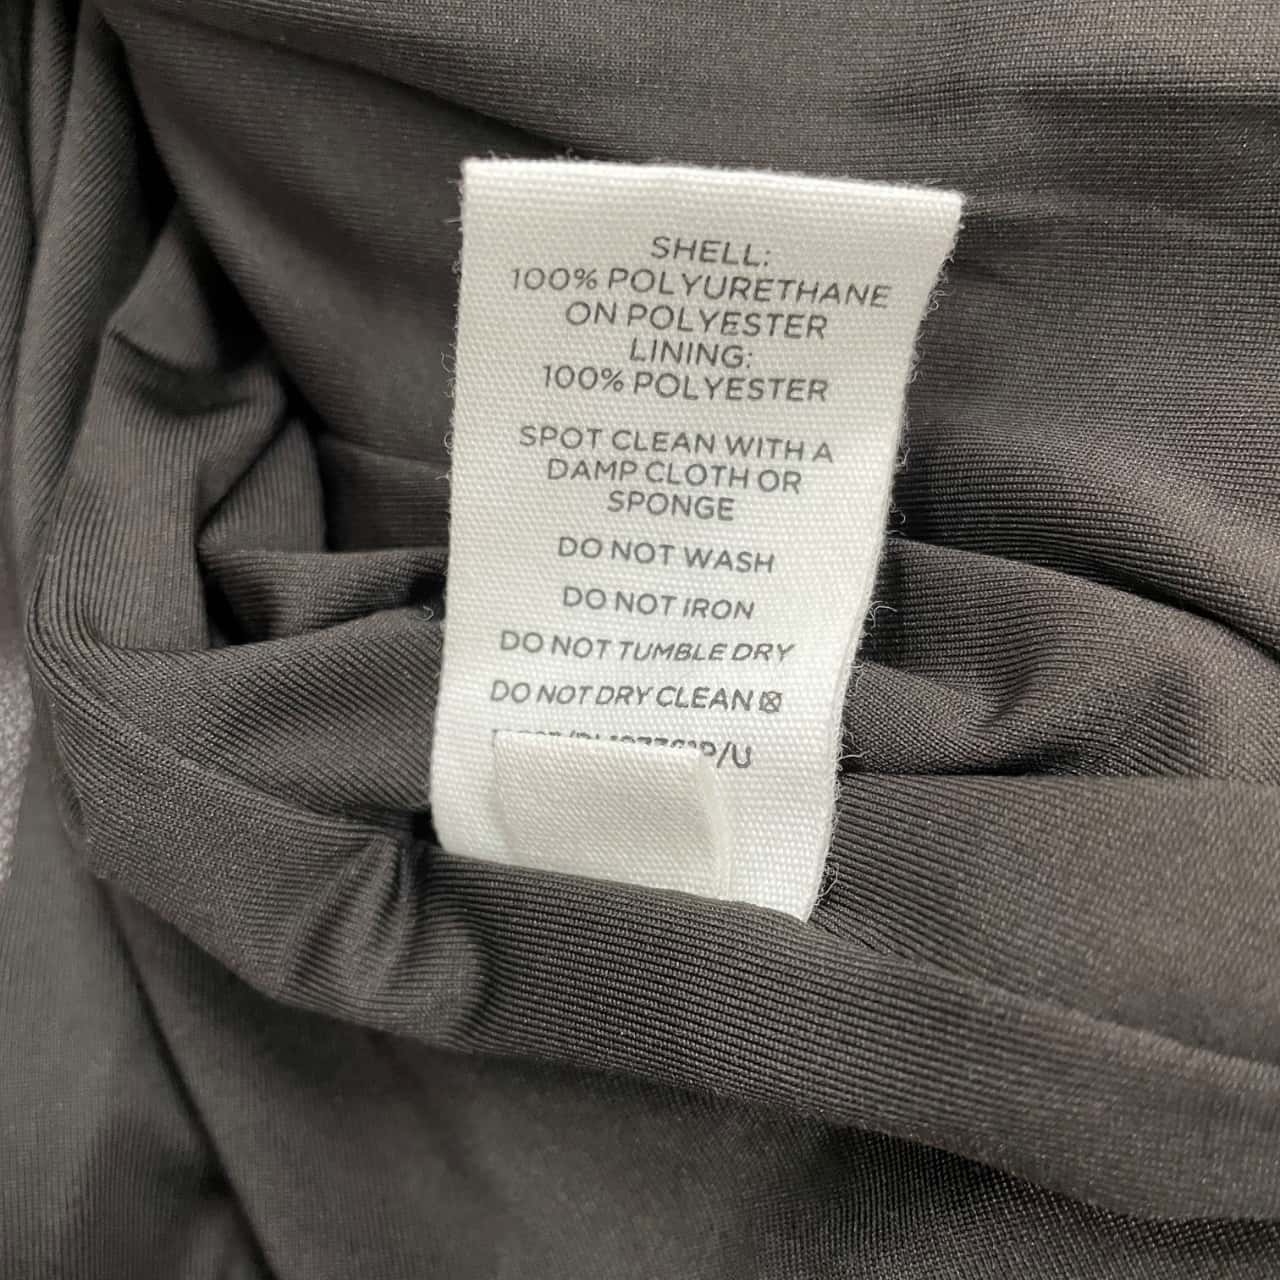 SHELL:
100% POLYURETHANE
ON POLYESTER
LINING:
100% POLYESTER
SPOT CLEAN WITH A
DAMP CLOTH OR
SPONGE
DO NOT WASH
DO NOT IRON
DO NOT TUMBLE DRY
DO NOT DRY CLEAN